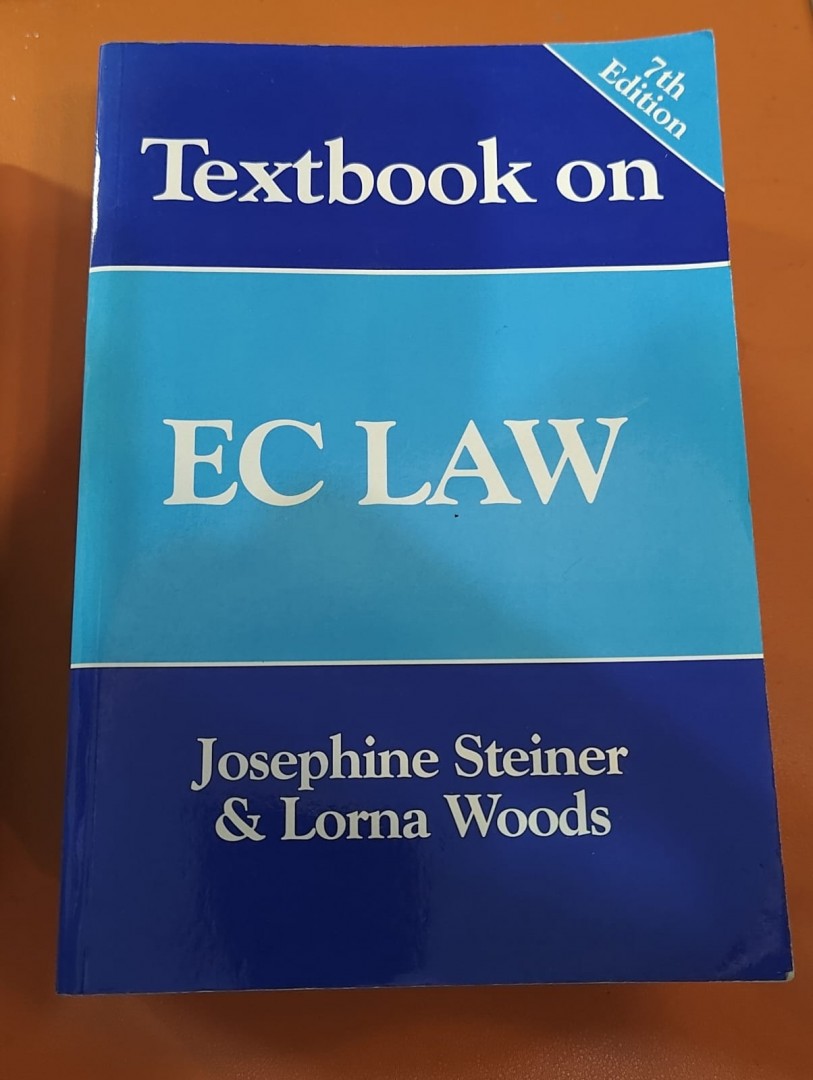 7th
Edition
Textbook on
EC LAW
Josephine Steiner
& Lorna Woods